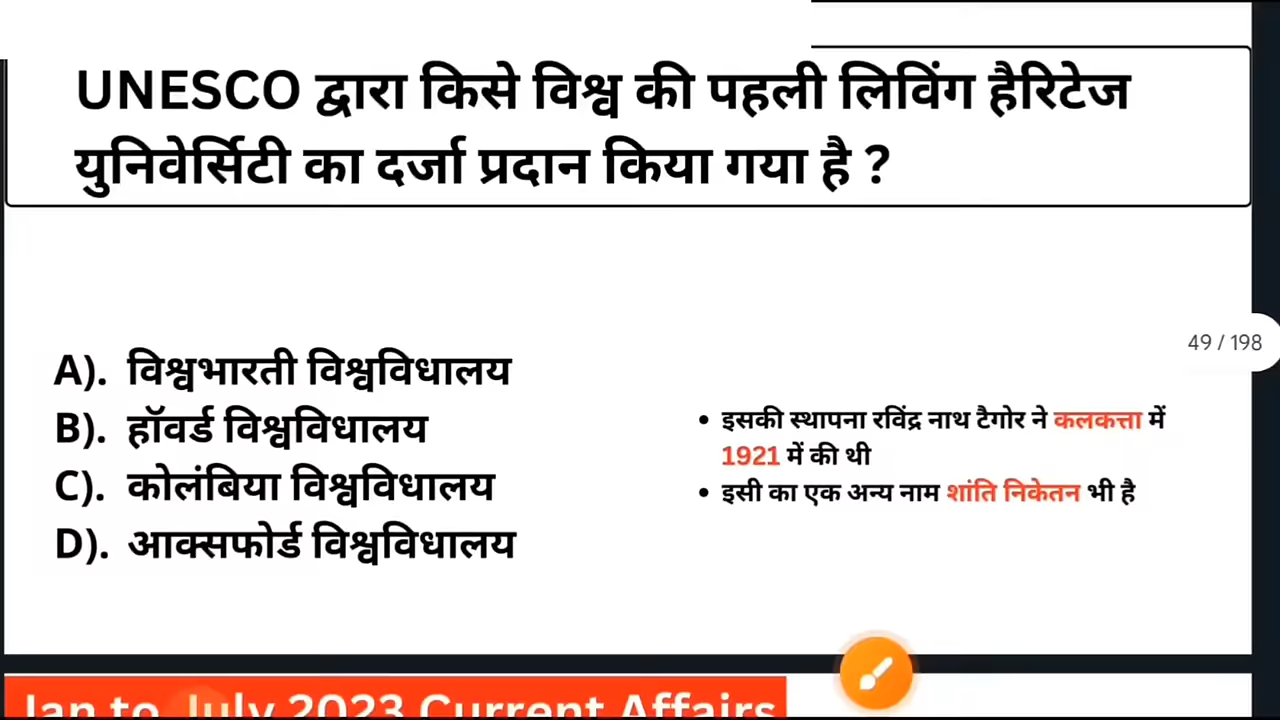 UNESCO द्वारा किसे विश्व की पहली लिविंग हैरिटेज
युनिवेर्सिटी का दर्जा प्रदान किया गया है ?
49 / 198
A). विश्वभारती विश्वविधालय
B). हॉवर्ड विश्वविधालय
C). कोलंबिया विश्वविधालय
D). आक्सफोर्ड विश्वविधालय
• इसकी स्थापना रविंद्र नाथ टैगोर ने कलकत्ता में
1921 में की थी
• इसी का एक अन्य नाम शांति निकेतन भी है
Jan to July 2023 Current Affairs